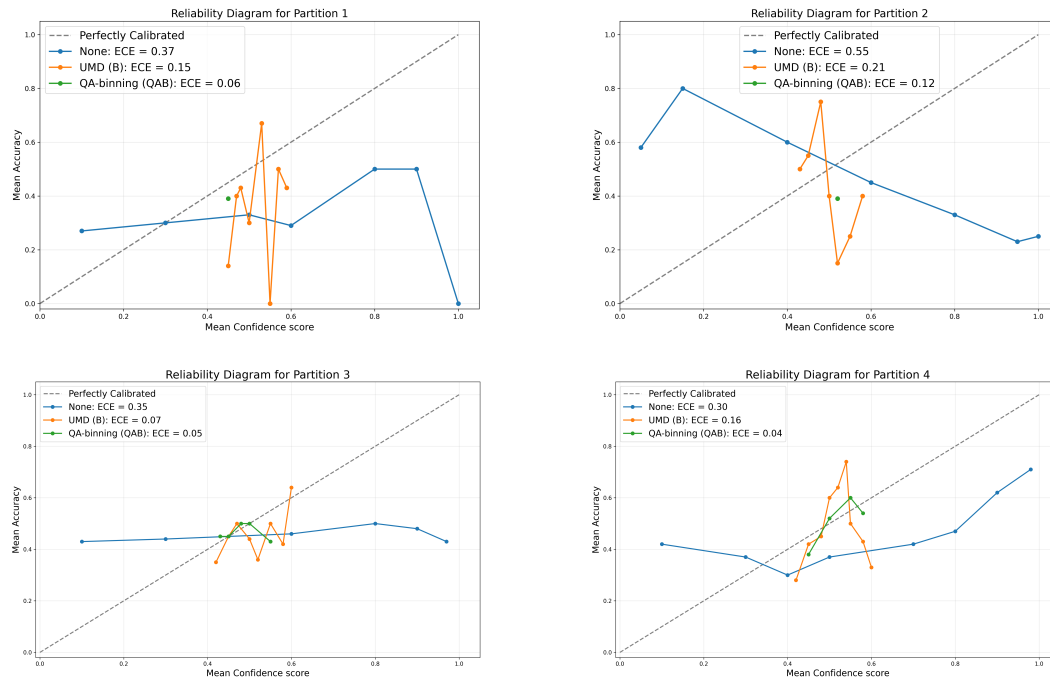 Reliability Diagram for Partition 1
Perfectly Calibrated
None: ECE = 0.37
UMD (B): ECE = 0.15
QA-binning (QAB): ECE = 0.06
Mean Accuracy
1.0
0.8
0.6
0.4
0.2
0.0
0.0 0.2 0.4 0.6 0.8 1.0
Mean Confidence score
Reliability Diagram for Partition 2
Perfectly Calibrated
None: ECE = 0.55
UMD (B): ECE = 0.21
QA-binning (QAB): ECE = 0.12
Mean Accuracy
1.0
0.8
0.6
0.4
0.2
0.0
0.0 0.2 0.4 0.6 0.8 1.0
Mean Confidence score
Reliability Diagram for Partition 3
Perfectly Calibrated
None: ECE = 0.35
UMD (B): ECE = 0.07
QA-binning (QAB): ECE = 0.05
Mean Accuracy
1.0
0.8
0.6
0.4
0.2
0.0
0.0 0.2 0.4 0.6 0.8 1.0
Mean Confidence score
Reliability Diagram for Partition 4
Perfectly Calibrated
None: ECE = 0.30
UMD (B): ECE = 0.16
QA-binning (QAB): ECE = 0.04
Mean Accuracy
1.0
0.8
0.6
0.4
0.2
0.0
0.0 0.2 0.4 0.6 0.8 1.0
Mean Confidence score